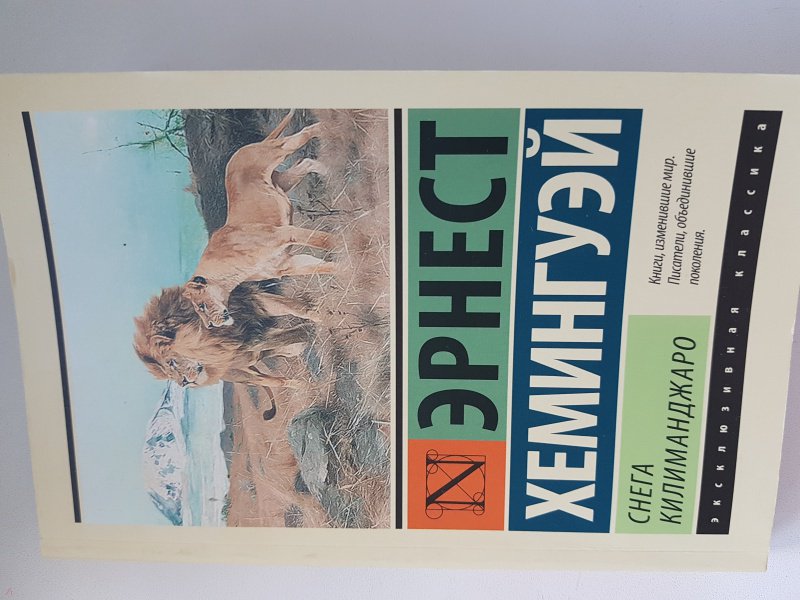 ЭРНЕСТ
ХЕМИНГУЭЙ
СНЕГА
КИЛИМАНДЖАРО
Книги, изменившие мир.
Писатели, объединившие
поколения.
эксклюзивная классика